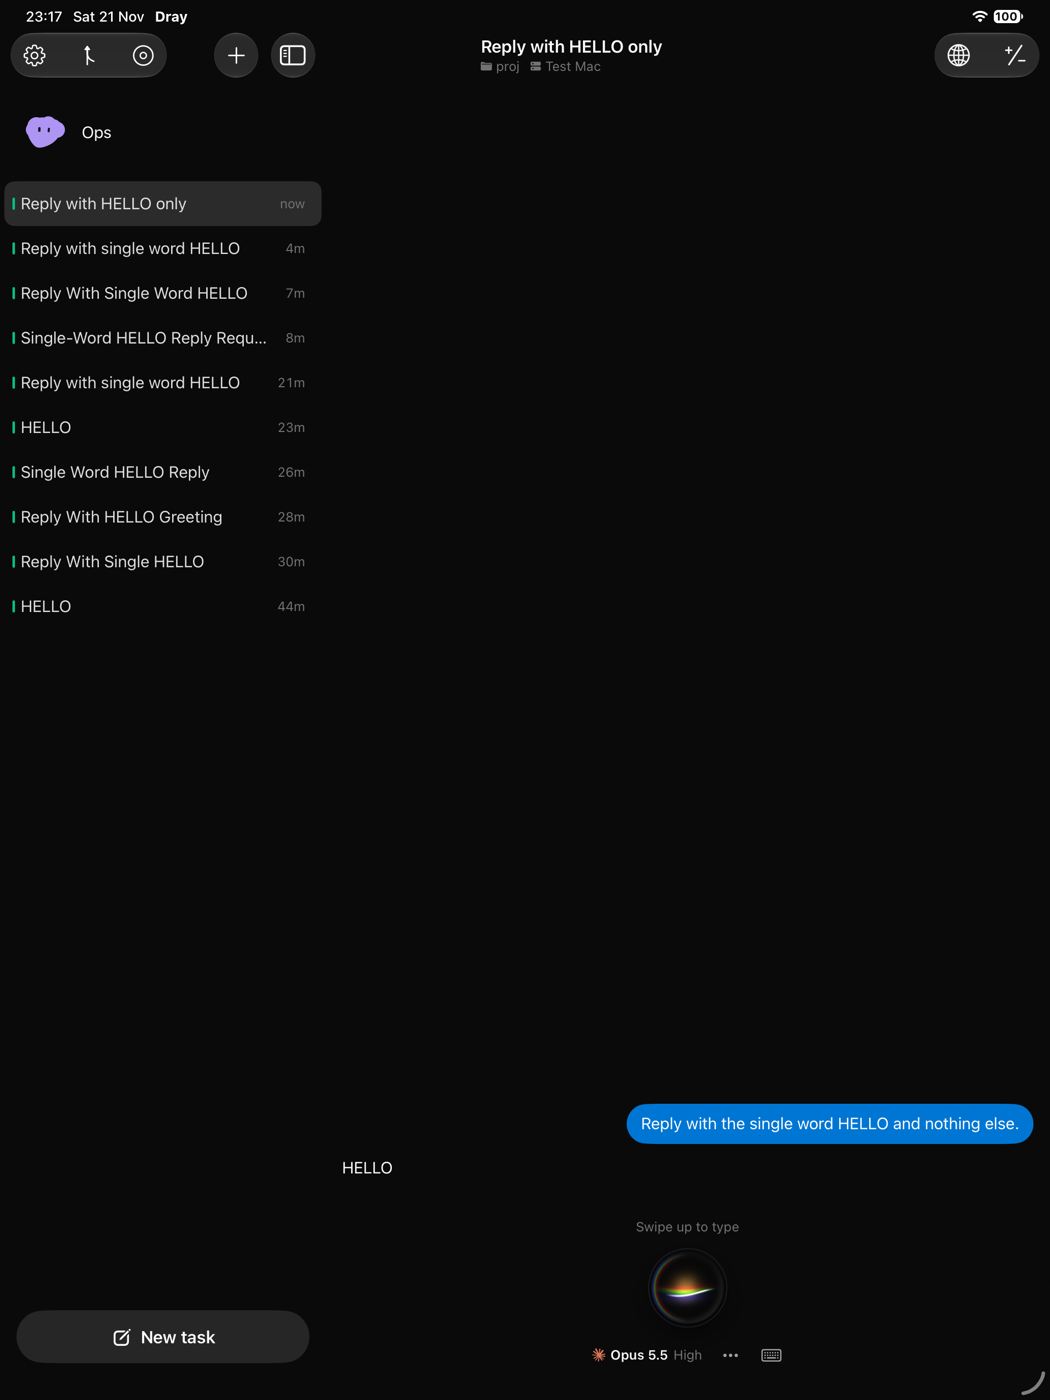 23:17 Sat 21 Nov Dray
100
Reply with HELLO only
proj Test Mac
Ops
Reply with HELLO only now
Reply with single word HELLO 4m
Reply With Single Word HELLO 7m
Single-Word HELLO Reply Requ... 8m
Reply with single word HELLO 21m
HELLO 23m
Single Word HELLO Reply 26m
Reply With HELLO Greeting 28m
Reply With Single HELLO 30m
HELLO 44m
Reply with the single word HELLO and nothing else.
HELLO
Swipe up to type
New task
Opus 5.5 High